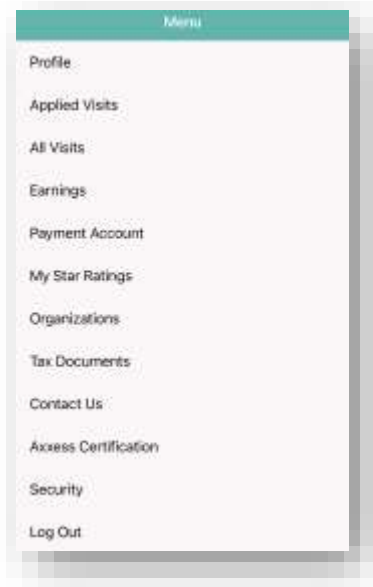 Menu
Profile
Applied Visits
All Visits
Earnings
Payment Account
My Star Ratings
Organizations
Tax Documents
Contact Us
Axxess Certification
Security
Log Out